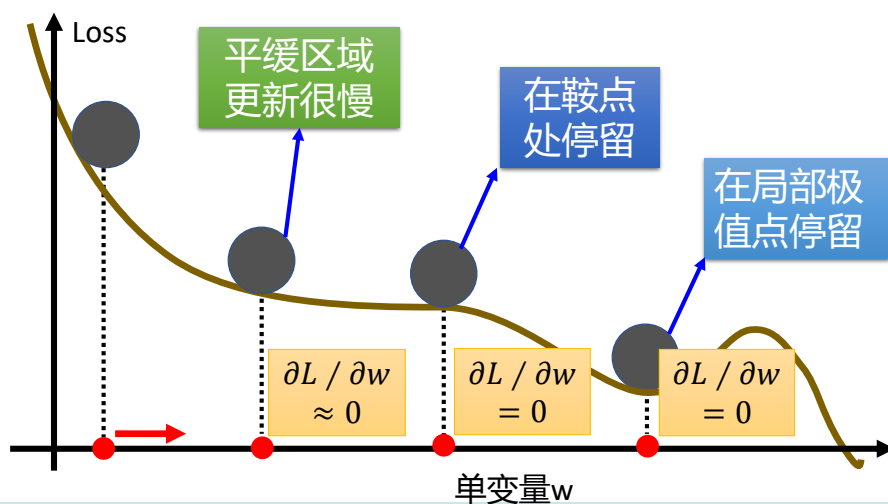 Loss
平缓区域
更新很慢
在鞍点
处停留
在局部极
值点停留
∂L / ∂w
≈ 0
∂L / ∂w
= 0
∂L / ∂w
= 0
单变量w